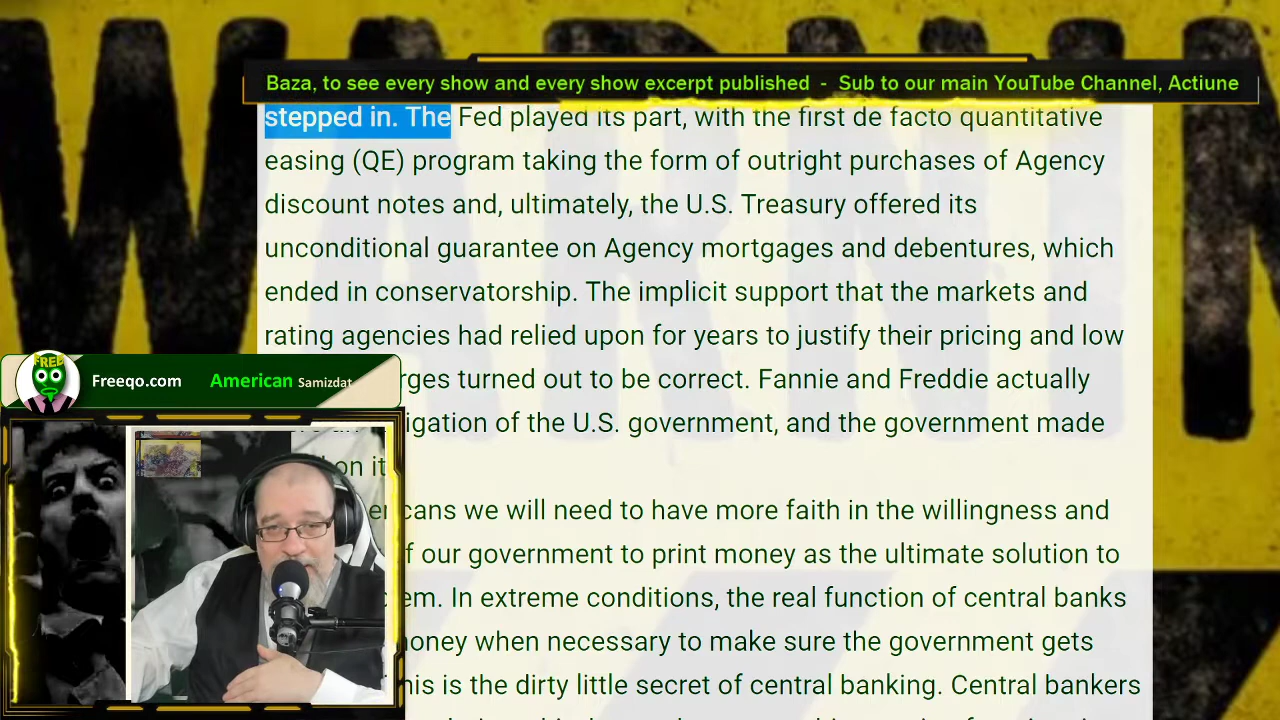 Baza, to see every show and every show excerpt published - Sub to our main YouTube Channel, Actiune
stepped in. The Fed played its part, with the first de facto quantitative
easing (QE) program taking the form of outright purchases of Agency
discount notes and, ultimately, the U.S. Treasury offered its
unconditional guarantee on Agency mortgages and debentures, which
ended in conservatorship. The implicit support that the markets and
rating agencies had relied upon for years to justify their pricing and low
rges turned out to be correct. Fannie and Freddie actually
igation of the U.S. government, and the government made
on it
cans we will need to have more faith in the willingness and
f our government to print money as the ultimate solution to
em. In extreme conditions, the real function of central banks
oney when necessary to make sure the government gets
his is the dirty little secret of central banking. Central bankers
FREE
Freeqo.com American Samizdat